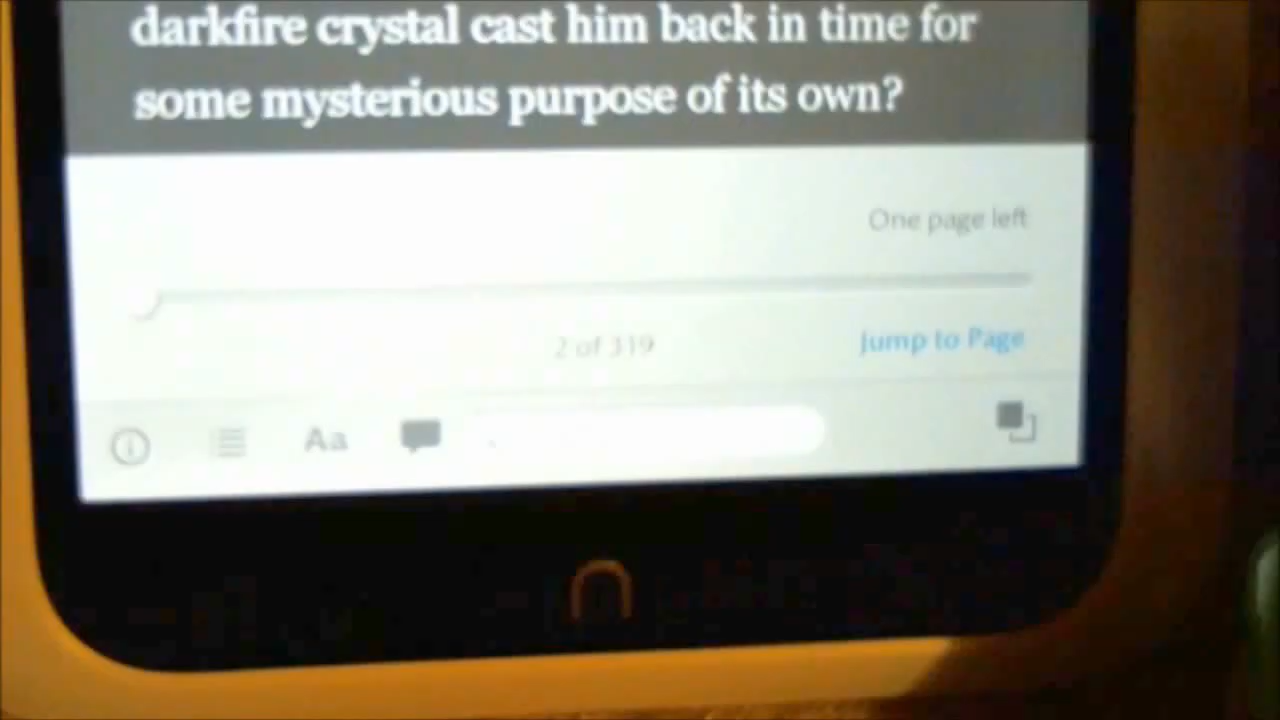 darkfire crystal cast him back in time for
some mysterious purpose of its own?
One page left
2 of 319
Jump to Page
Aa